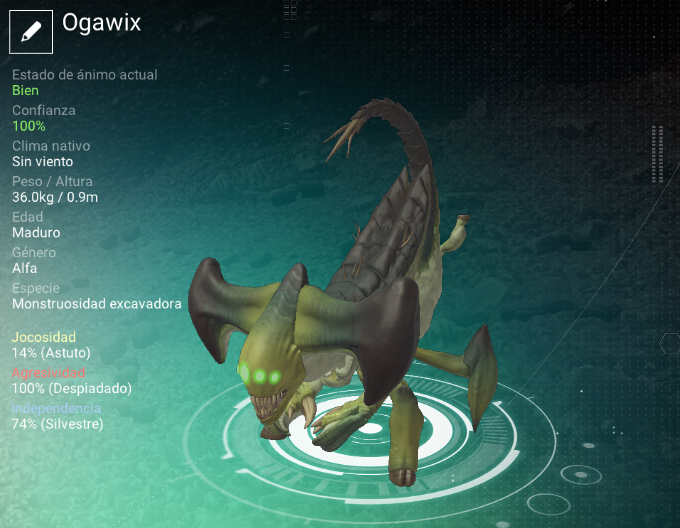 Ogawix
Estado de ánimo actual
Bien
Confianza
100%
Clima nativo
Sin viento
Peso / Altura
36.0kg / 0.9m
Edad
Maduro
Género
Alfa
Especie
Monstruosidad excavadora
Jocosidad
14% (Astuto)
Agresividad
100% (Despiadado)
Independencia
74% (Silvestre)